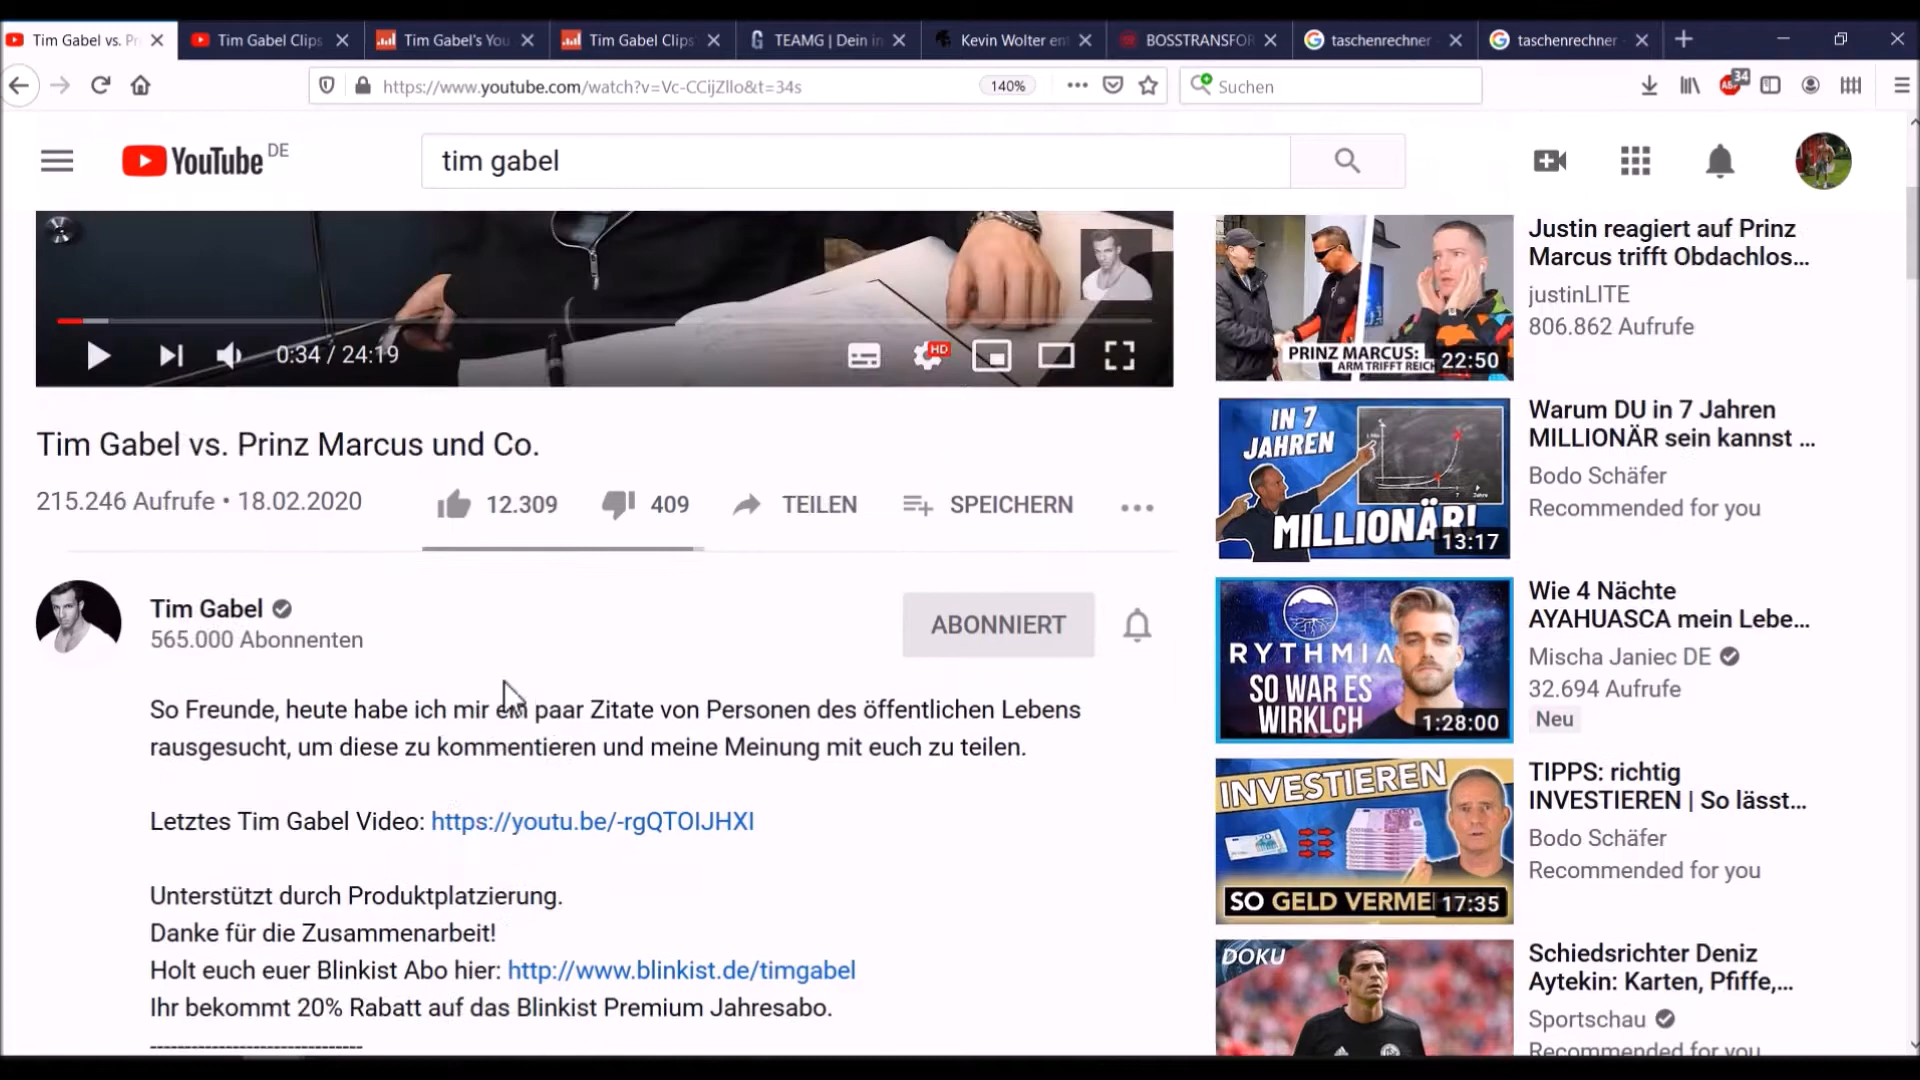 Tim Gabel vs. Pr
Tim Gabel Clips
Tim Gabel's You
Tim Gabel Clips
TEAMG | Dein in
Kevin Wolter en
BOSSTRANSFO
taschenrechner
taschenrechner
https://www.youtube.com/watch?v=Vc-CCijZIlo&t=34s
140%
Suchen
34
YouTube DE
tim gabel
0:34 / 24:19
HD
Tim Gabel vs. Prinz Marcus und Co.
215.246 Aufrufe • 18.02.2020
12.309
409
TEILEN
SPEICHERN
Tim Gabel
565.000 Abonnenten
ABONNIERT
So Freunde, heute habe ich mir ein paar Zitate von Personen des öffentlichen Lebens
rausgesucht, um diese zu kommentieren und meine Meinung mit euch zu teilen.
Letztes Tim Gabel Video: https://youtu.be/-rgQTOIJHXI
Unterstützt durch Produktplatzierung.
Danke für die Zusammenarbeit!
Holt euch euer Blinkist Abo hier: http://www.blinkist.de/timgabel
Ihr bekommt 20% Rabatt auf das Blinkist Premium Jahresabo.
------------------------------
PRINZ MARCUS:
ARM TRIFFT REICH
22:50
Justin reagiert auf Prinz
Marcus trifft Obdachlos...
justinLITE
806.862 Aufrufe
IN 7
JAHREN
MILLIONÄR!
13:17
Warum DU in 7 Jahren
MILLIONÄR sein kannst ...
Bodo Schäfer
Recommended for you
RYTHMIA
SO WAR ES
WIRKLCH
1:28:00
Wie 4 Nächte
AYAHUASCA mein Lebe...
Mischa Janiec DE
32.694 Aufrufe
Neu
INVESTIEREN
SO GELD VERME
17:35
TIPPS: richtig
INVESTIEREN | So lässt...
Bodo Schäfer
Recommended for you
DOKU
Schiedsrichter Deniz
Aytekin: Karten, Pfiffe,...
Sportschau
Recommended for you